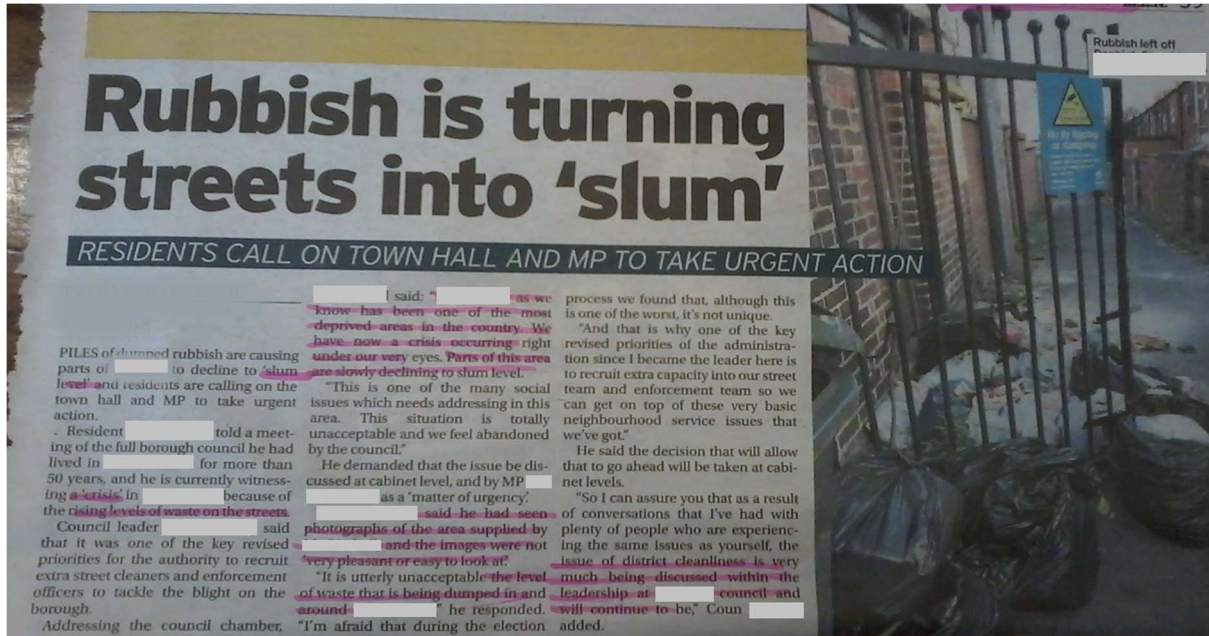 Rubbish is turning
streets into ‘slum’
RESIDENTS CALL ON TOWN HALL AND MP TO TAKE URGENT ACTION
PILES of dumped rubbish are causing
parts of to decline to ‘slum
level’ and residents are calling on the
town hall and MP to take urgent
action.
Resident told a meet-
ing of the full borough council he had
lived in for more than
50 years, and he is currently witness-
ing a ‘crisis’ in because of
the rising levels of waste on the streets.
Council leader said
that it was one of the key revised
priorities for the authority to recruit
extra street cleaners and enforcement
officers to tackle the blight on the
borough.
Addressing the council chamber,
said: “ as we
know has been one of the most
deprived areas in the country. We
have now a crisis occurring right
under our very eyes. Parts of this area
are slowly declining to slum level.
“This is one of the many social
issues which needs addressing in this
area. This situation is totally
unacceptable and we feel abandoned
by the council.”
He demanded that the issue be dis-
cussed at cabinet level, and by MP
as a ‘matter of urgency’.
said he had seen
photographs of the area supplied by
and the images were not
‘very pleasant or easy to look at’.
“It is utterly unacceptable the level
of waste that is being dumped in and
around ” he responded.
“I’m afraid that during the election
process we found that, although this
is one of the worst, it’s not unique.
“And that is why one of the key
revised priorities of the administra-
tion since I became the leader here is
to recruit extra capacity into our street
team and enforcement team so we
can get on top of these very basic
neighbourhood service issues that
we’ve got.”
He said the decision that will allow
that to go ahead will be taken at cabi-
net levels.
“So I can assure you that as a result
of conversations that I’ve had with
plenty of people who are experienc-
ing the same issues as yourself, the
issue of district cleanliness is very
much being discussed within the
leadership at council and
will continue to be,” Coun
added.
Rubbish left off
No fly tipping
or dumping